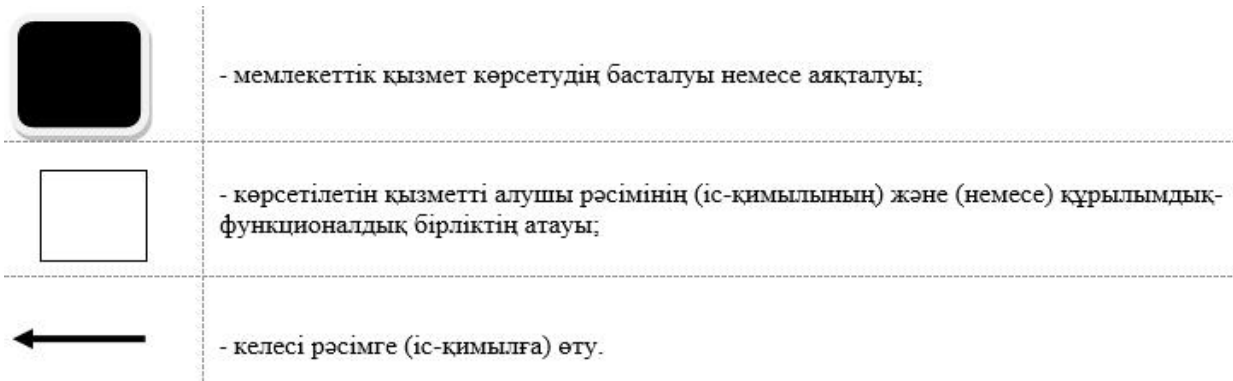 - мемлекеттік қызмет көрсетудің басталуы немесе аяқталуы;
- көрсетілетін қызметті алушы рәсімінің (іс-қимылының) және (немесе) құрылымдық-
функционалдық бірліктің атауы;
- келесі рәсімге (іс-қимылға) өту.